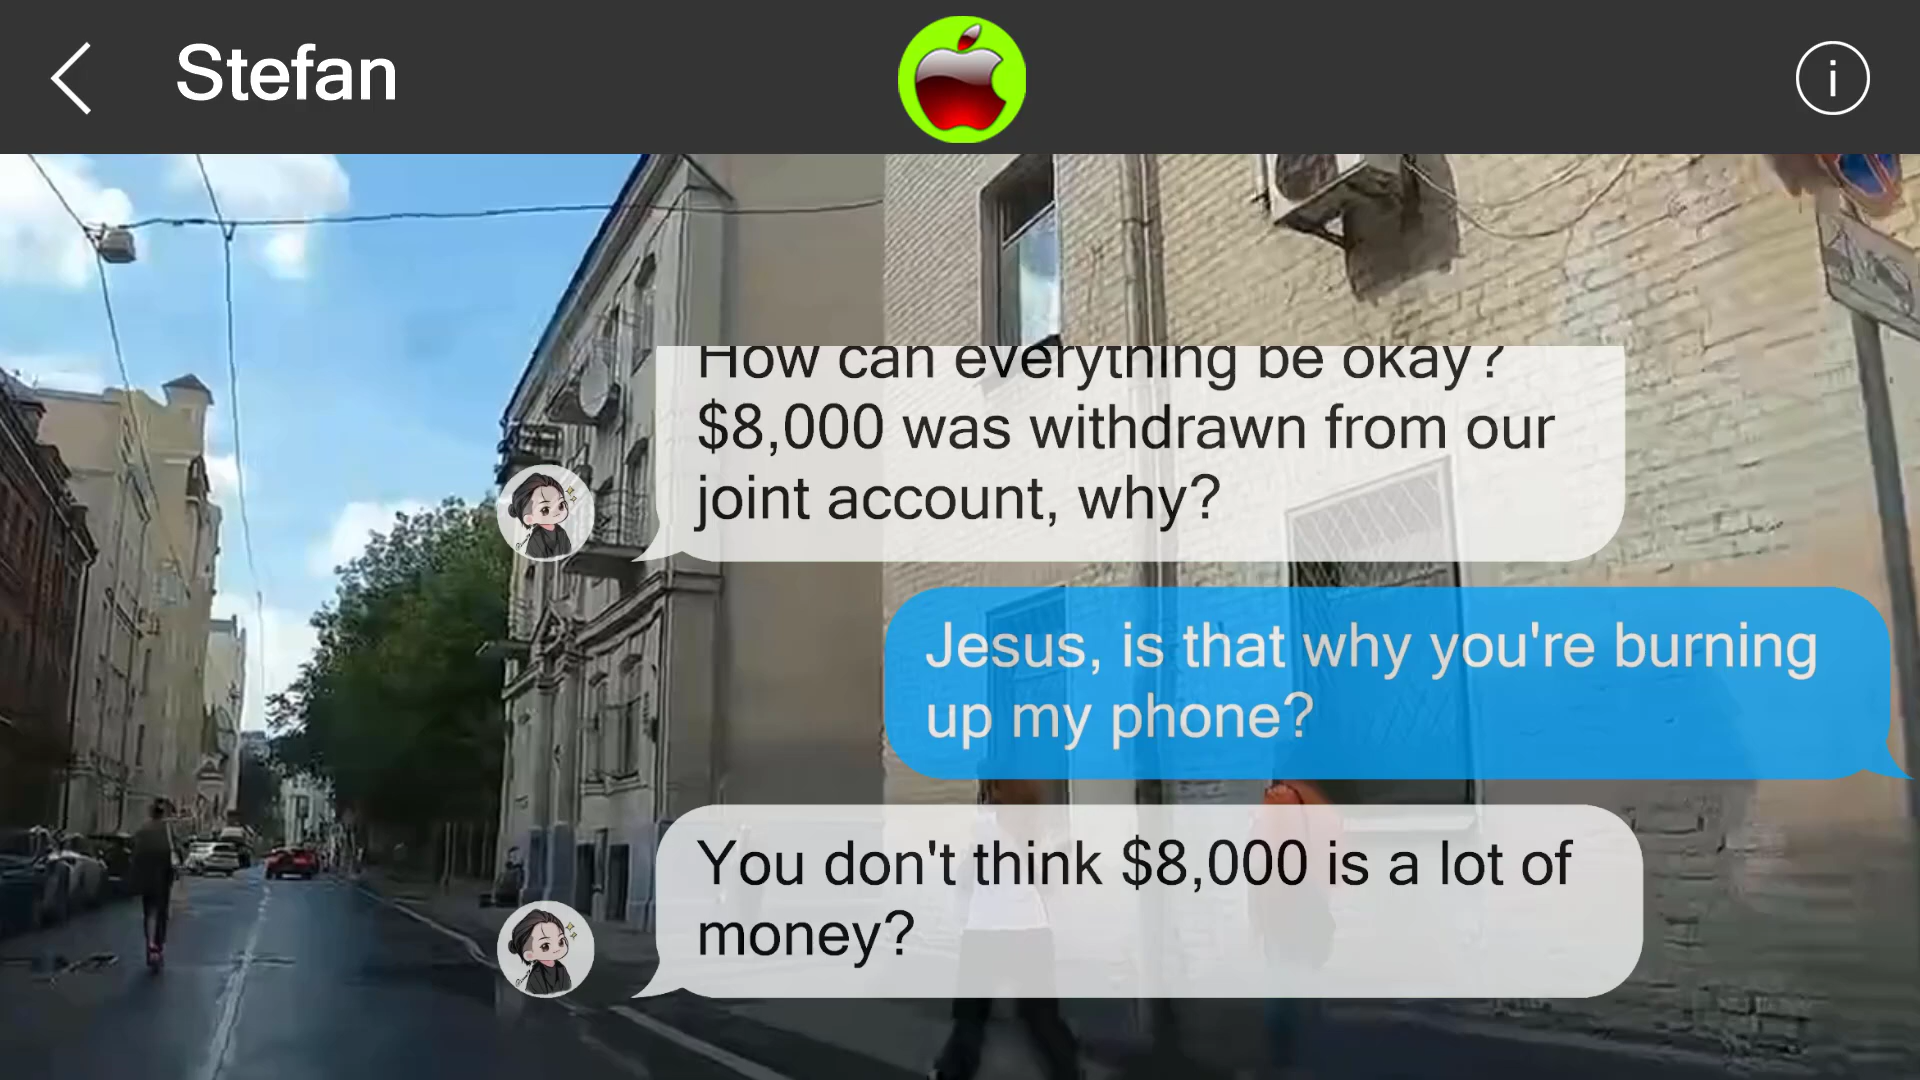 Stefan
How can everything be okay?
$8,000 was withdrawn from our
joint account, why?
Jesus, is that why you're burning
up my phone?
You don't think $8,000 is a lot of
money?